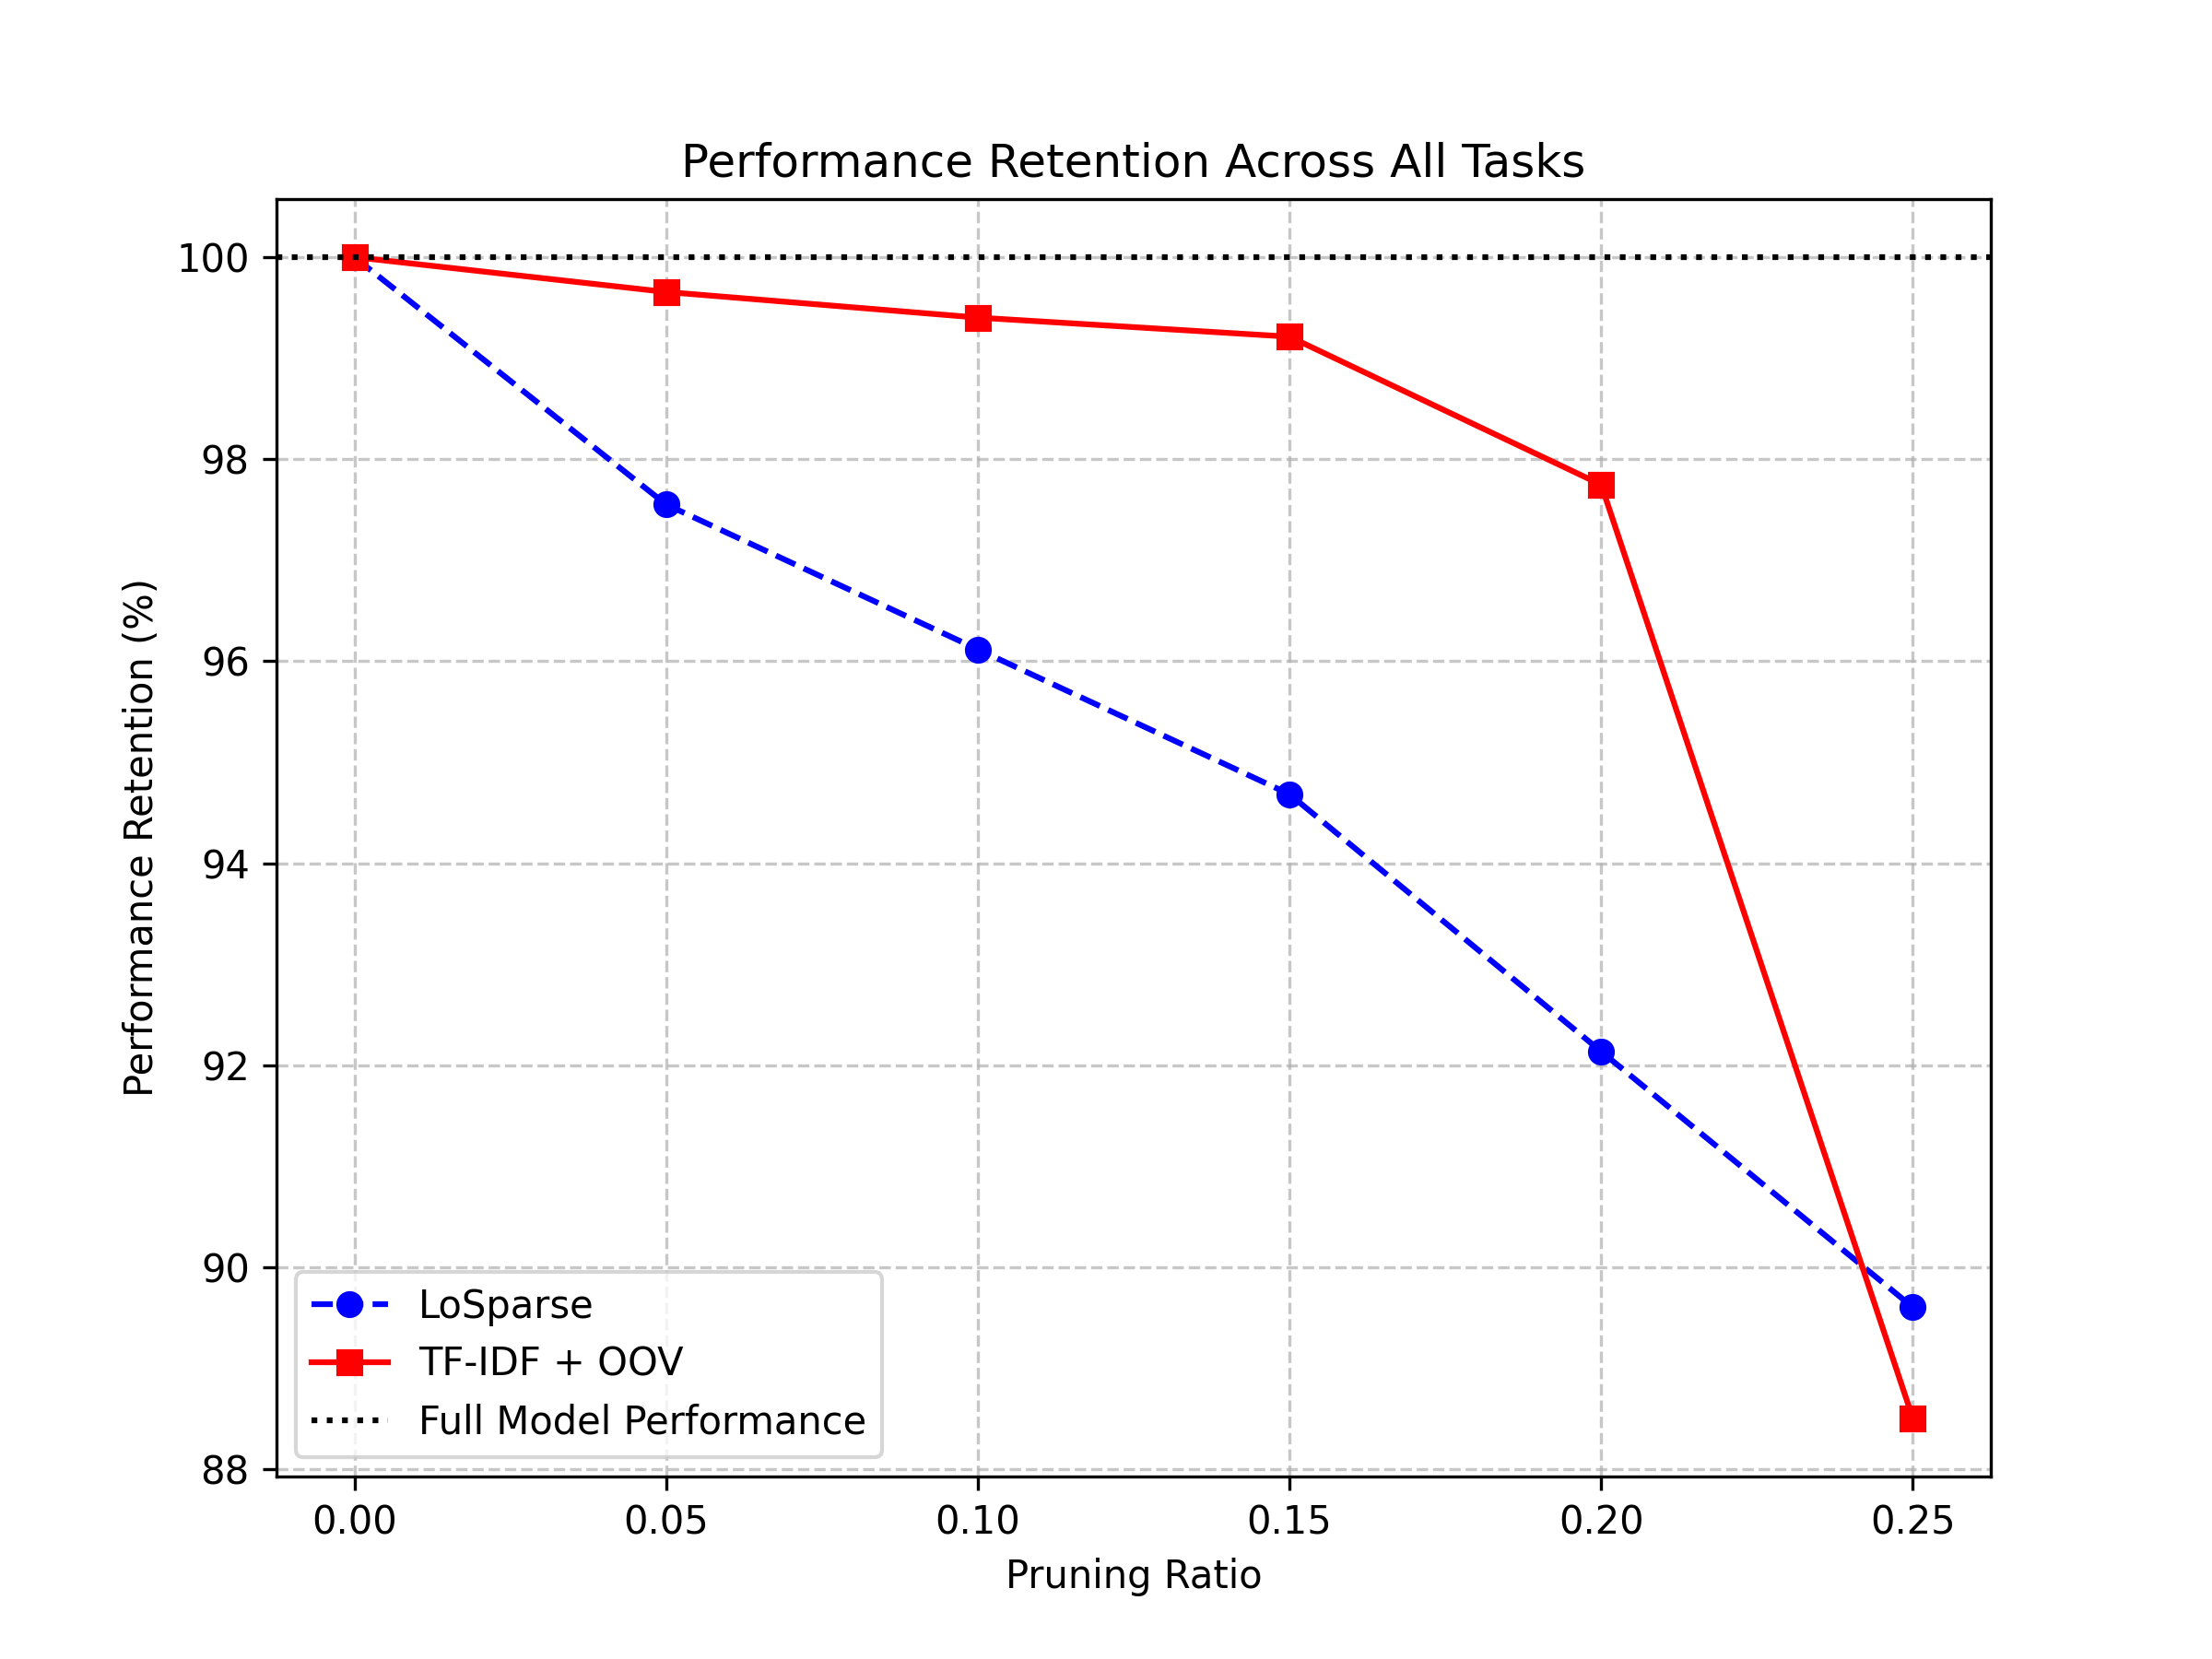 Performance Retention Across All Tasks
Performance Retention (%)
100
98
96
94
92
90
88
LoSparse
TF-IDF + OOV
Full Model Performance
0.00 0.05 0.10 0.15 0.20 0.25
Pruning Ratio